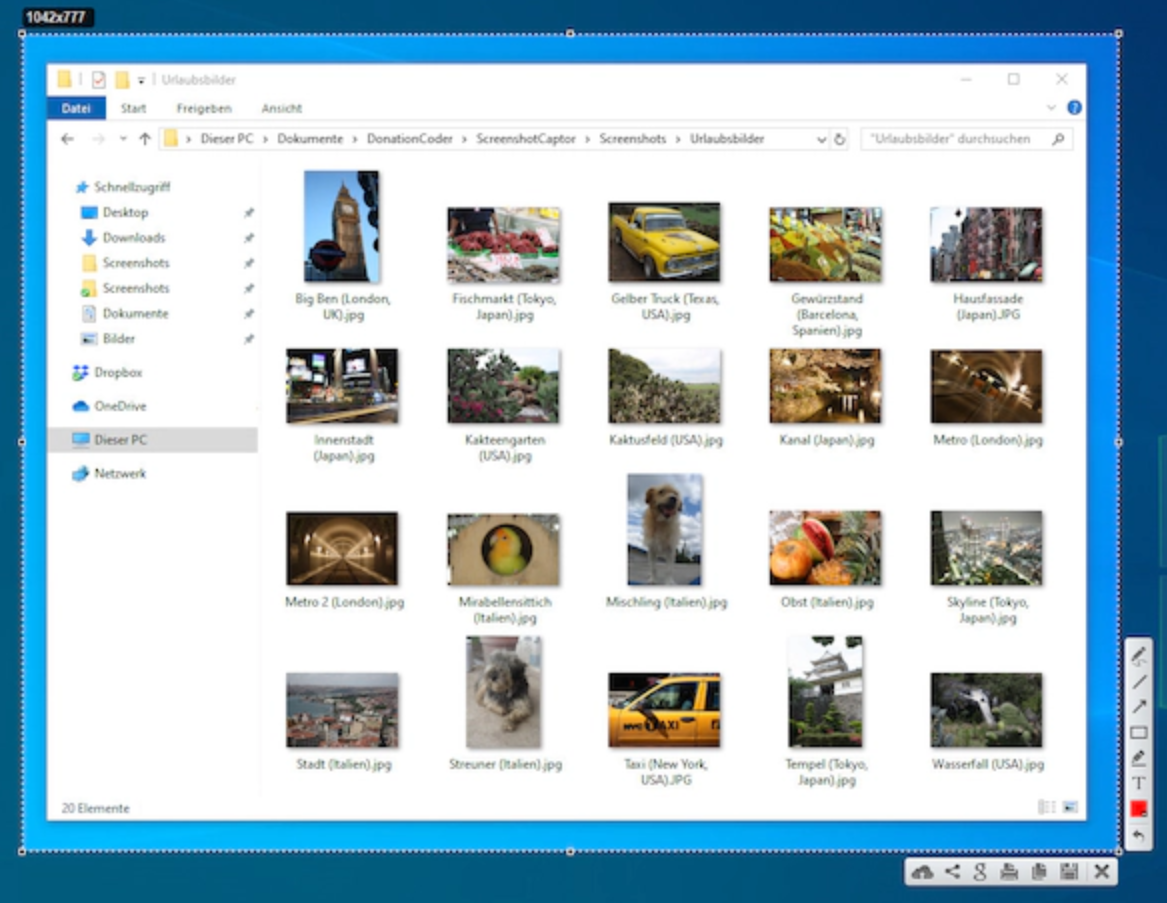 1042x777
Urlaubsbilder
Datei Start Freigeben Ansicht
Dieser PC > Dokumente > DonationCoder > ScreenshotCaptor > Screenshots > Urlaubsbilder
"Urlaubsbilder" durchsuchen
Schnellzugriff
Desktop
Downloads
Screenshots
Screenshots
Dokumente
Bilder
Dropbox
OneDrive
Dieser PC
Netzwerk
Big Ben (London,
UK).jpg
Fischmarkt (Tokyo,
Japan).jpg
Gelber Truck (Texas,
USA).jpg
Gewürzstand
(Barcelona,
Spanien).jpg
Hausfassade
(Japan).JPG
Innenstadt
(Japan).jpg
Kakteengarten
(USA).jpg
Kaktusfeld (USA).jpg
Kanal (Japan).jpg
Metro (London).jpg
Metro 2 (London).jpg
Mirabellensittich
(Italien).jpg
Mischling (Italien).jpg
Obst (Italien).jpg
Skyline (Tokyo,
Japan).jpg
Stadt (Italien).jpg
Streuner (Italien).jpg
TAXI
Taxi (New York,
USA).JPG
Tempel (Tokyo,
Japan).jpg
Wasserfall (USA).jpg
20 Elemente
T